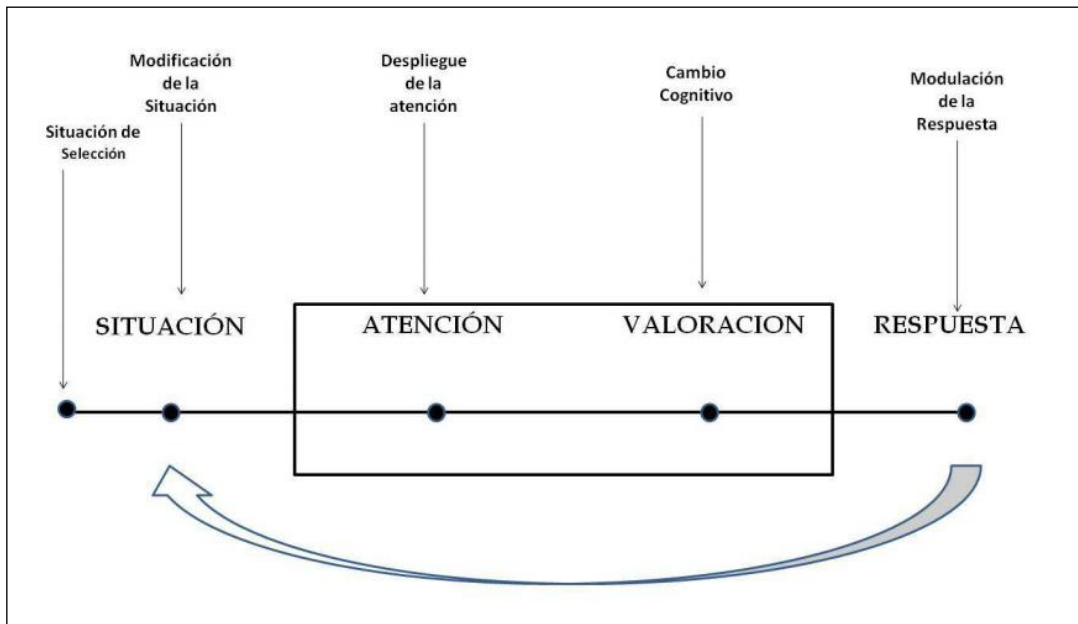 Situación de
Selección
Modificación
de la
Situación
Despliegue
de la
atención
Cambio
Cognitivo
Modulación
de la
Respuesta
SITUACIÓN
ATENCIÓN
VALORACION
RESPUESTA